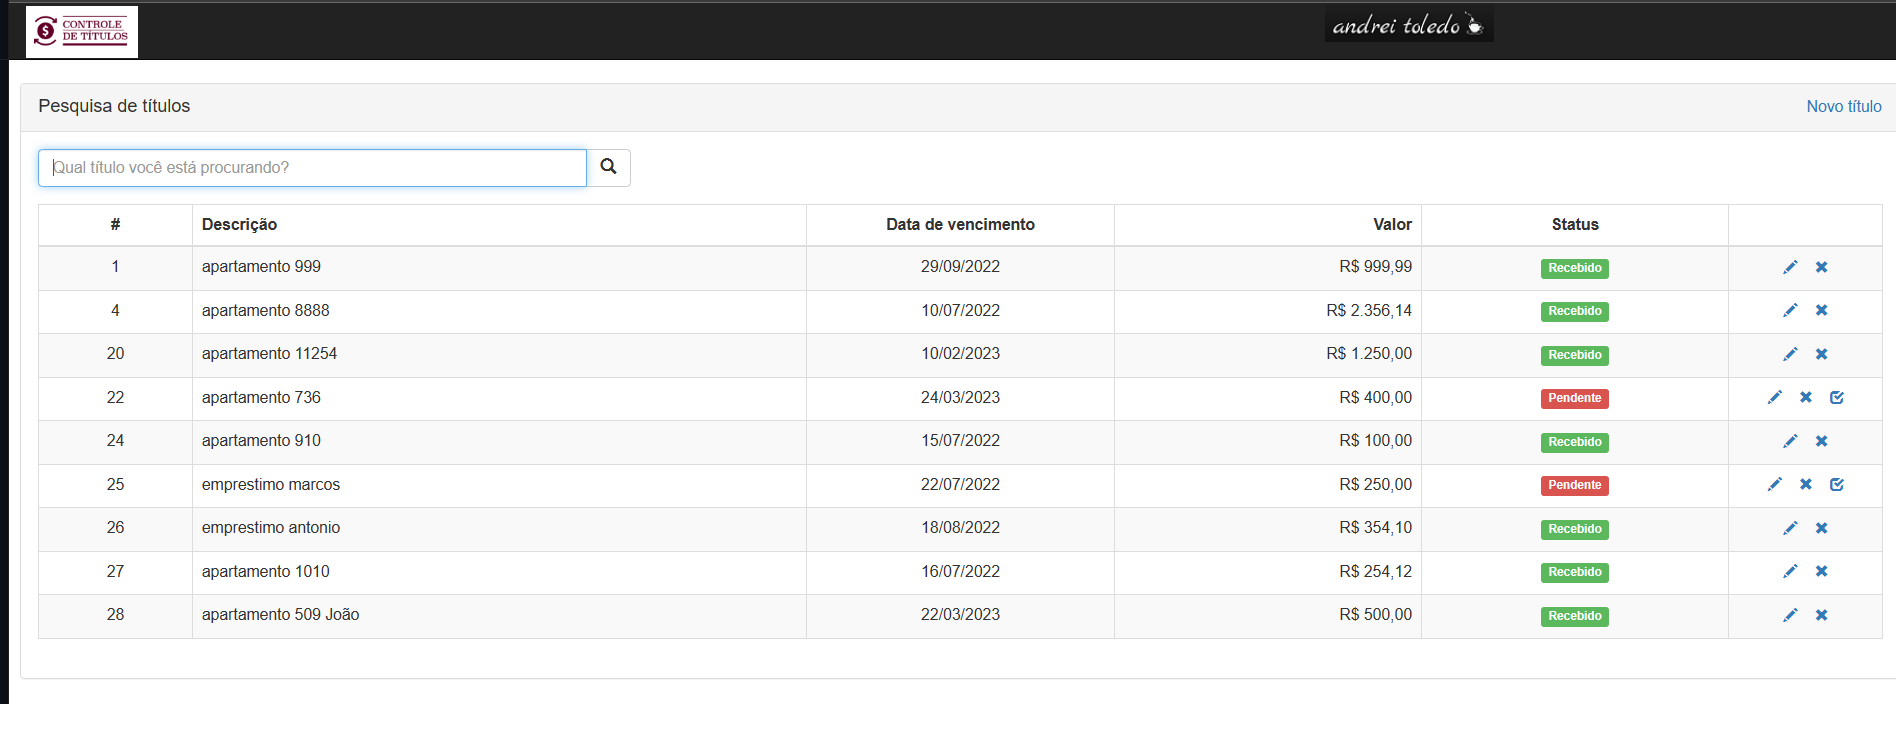 CONTROLE
DE TÍTULOS
andrei toledo
Pesquisa de títulos
Novo título
Qual título você está procurando?
# Descrição Data de vencimento Valor Status
1 apartamento 999 29/09/2022 R$ 999,99 Recebido
4 apartamento 8888 10/07/2022 R$ 2.356,14 Recebido
20 apartamento 11254 10/02/2023 R$ 1.250,00 Recebido
22 apartamento 736 24/03/2023 R$ 400,00 Pendente
24 apartamento 910 15/07/2022 R$ 100,00 Recebido
25 emprestimo marcos 22/07/2022 R$ 250,00 Pendente
26 emprestimo antonio 18/08/2022 R$ 354,10 Recebido
27 apartamento 1010 16/07/2022 R$ 254,12 Recebido
28 apartamento 509 João 22/03/2023 R$ 500,00 Recebido